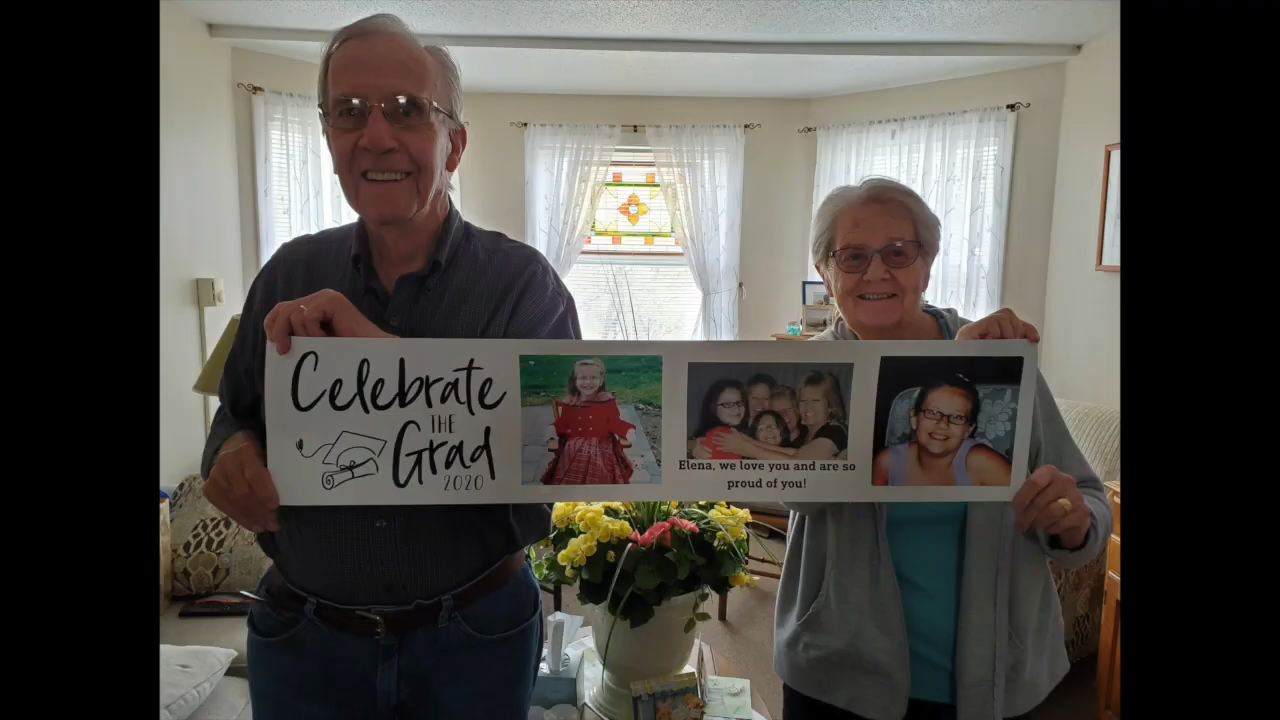 Celebrate
THE
Grad
2020
Elena, we love you and are so
proud of you!